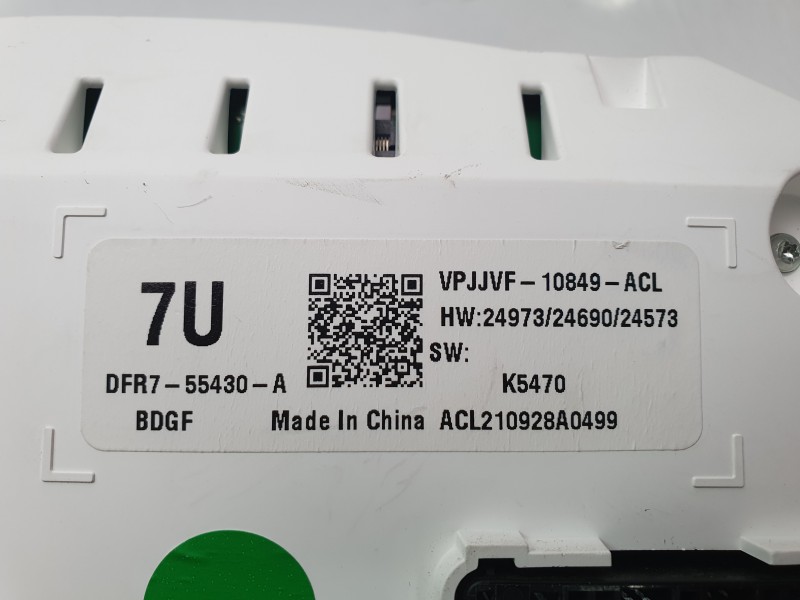 7U
VPJJVF-10849-ACL
HW:24973/24690/24573
SW:
DFR7-55430-A
K5470
BDGF
Made In China
ACL210928A0499